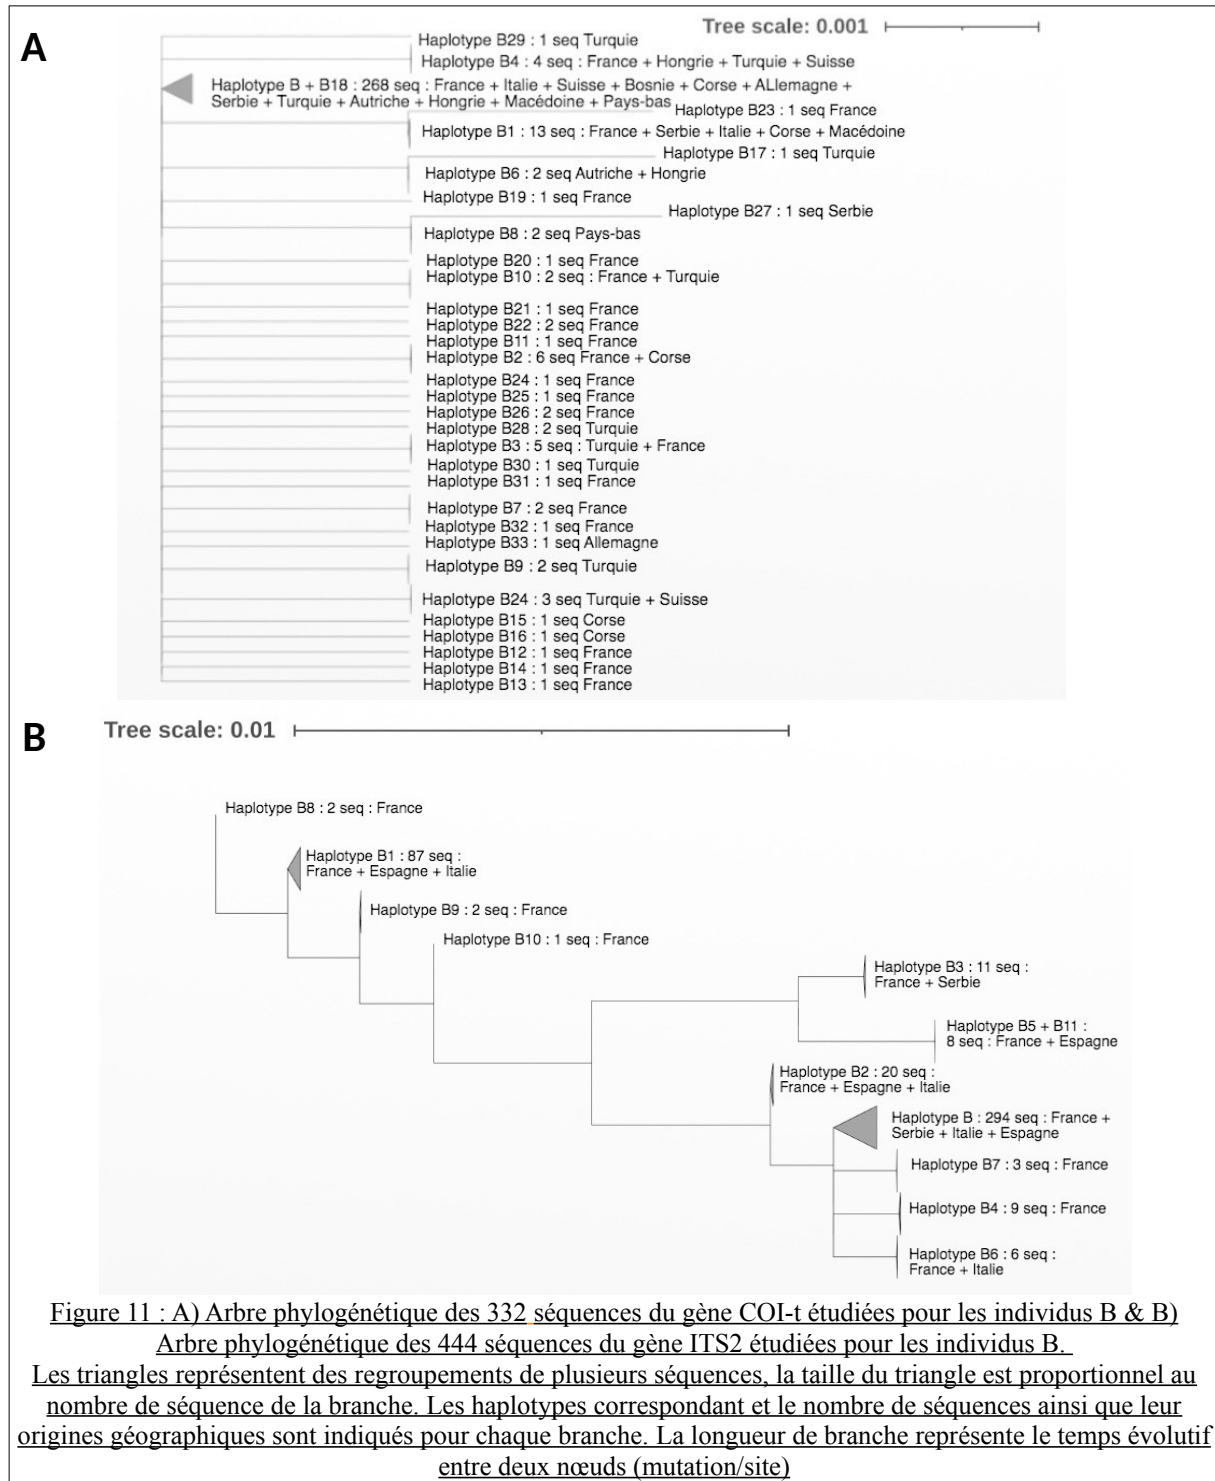 A
Tree scale: 0.001
Haplotype B29 : 1 seq Turquie
Haplotype B4 : 4 seq : France + Hongrie + Turquie + Suisse
Haplotype B + B18 : 268 seq : France + Italie + Suisse + Bosnie + Corse + ALlemagne +
Serbie + Turquie + Autriche + Hongrie + Macédoine + Pays-bas
Haplotype B23 : 1 seq France
Haplotype B1 : 13 seq : France + Serbie + Italie + Corse + Macédoine
Haplotype B17 : 1 seq Turquie
Haplotype B6 : 2 seq Autriche + Hongrie
Haplotype B19 : 1 seq France
Haplotype B27 : 1 seq Serbie
Haplotype B8 : 2 seq Pays-bas
Haplotype B20 : 1 seq France
Haplotype B10 : 2 seq : France + Turquie
Haplotype B21 : 1 seq France
Haplotype B22 : 2 seq France
Haplotype B11 : 1 seq France
Haplotype B2 : 6 seq France + Corse
Haplotype B24 : 1 seq France
Haplotype B25 : 1 seq France
Haplotype B26 : 2 seq France
Haplotype B28 : 2 seq Turquie
Haplotype B3 : 5 seq : Turquie + France
Haplotype B30 : 1 seq Turquie
Haplotype B31 : 1 seq France
Haplotype B7 : 2 seq France
Haplotype B32 : 1 seq France
Haplotype B33 : 1 seq Allemagne
Haplotype B9 : 2 seq Turquie
Haplotype B24 : 3 seq Turquie + Suisse
Haplotype B15 : 1 seq Corse
Haplotype B16 : 1 seq Corse
Haplotype B12 : 1 seq France
Haplotype B14 : 1 seq France
Haplotype B13 : 1 seq France
B
Tree scale: 0.01
Haplotype B8 : 2 seq : France
Haplotype B1 : 87 seq :
France + Espagne + Italie
Haplotype B9 : 2 seq : France
Haplotype B10 : 1 seq : France
Haplotype B3 : 11 seq :
France + Serbie
Haplotype B5 + B11 :
8 seq : France + Espagne
Haplotype B2 : 20 seq :
France + Espagne + Italie
Haplotype B : 294 seq : France +
Serbie + Italie + Espagne
Haplotype B7 : 3 seq : France
Haplotype B4 : 9 seq : France
Haplotype B6 : 6 seq :
France + Italie
Figure 11 : A) Arbre phylogénétique des 332 séquences du gène COI-t étudiées pour les individus B & B)
Arbre phylogénétique des 444 séquences du gène ITS2 étudiées pour les individus B.
Les triangles représentent des regroupements de plusieurs séquences, la taille du triangle est proportionnel au
nombre de séquence de la branche. Les haplotypes correspondant et le nombre de séquences ainsi que leur
origines géographiques sont indiqués pour chaque branche. La longueur de branche représente le temps évolutif
entre deux nœuds (mutation/site)